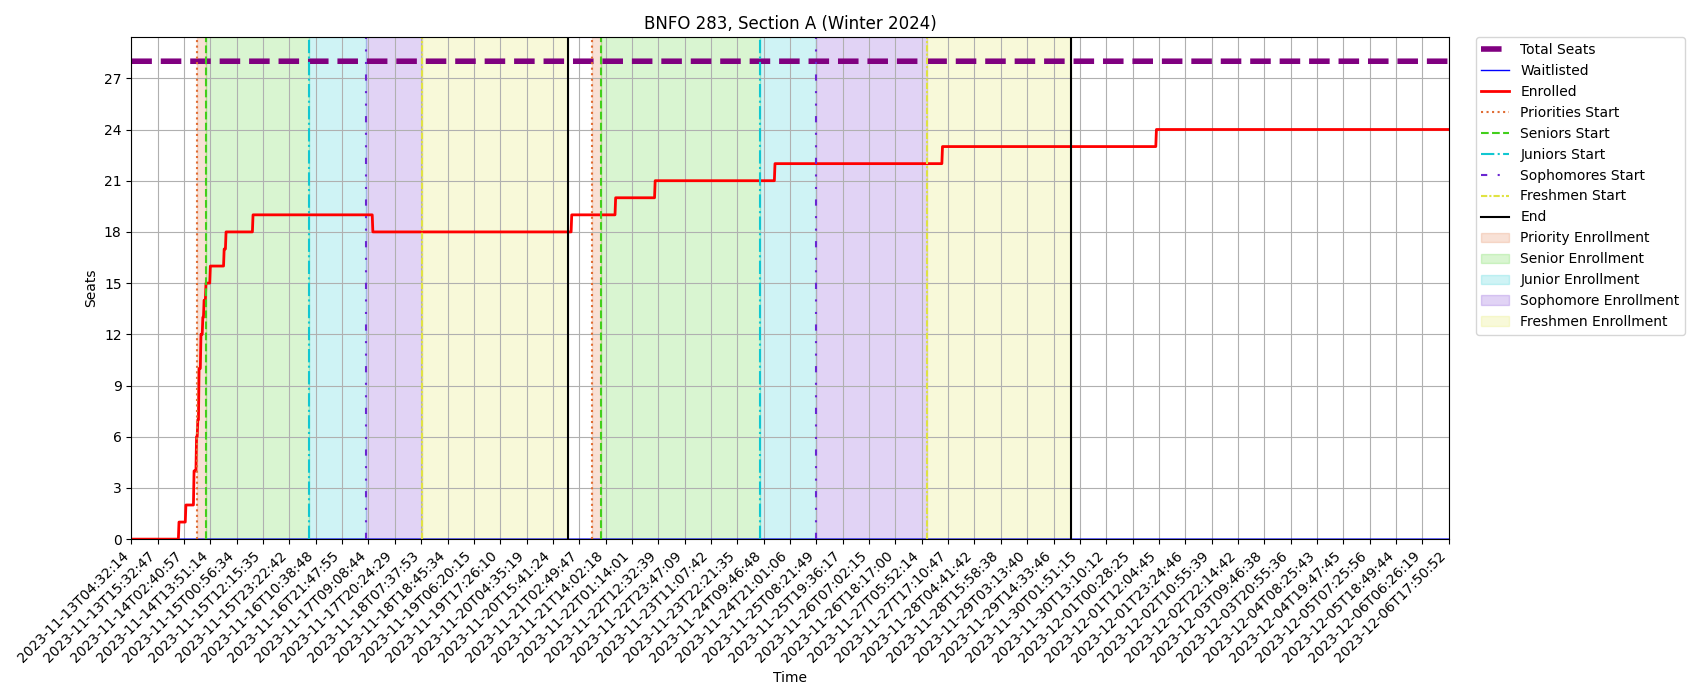 BNFO 283, Section A (Winter 2024)
Seats
27
24
21
18
15
12
9
6
3
0
2023-11-13T04:32:14
2023-11-13T15:32:47
2023-11-14T02:40:57
2023-11-14T13:51:14
2023-11-15T00:56:34
2023-11-15T12:15:35
2023-11-15T23:22:42
2023-11-16T10:38:48
2023-11-16T21:47:55
2023-11-17T09:08:44
2023-11-17T20:24:29
2023-11-18T07:37:53
2023-11-18T18:45:34
2023-11-19T06:20:15
2023-11-19T17:26:10
2023-11-20T04:35:19
2023-11-20T15:41:24
2023-11-21T02:49:47
2023-11-21T14:02:18
2023-11-22T01:14:01
2023-11-22T12:32:39
2023-11-22T23:47:09
2023-11-23T11:07:42
2023-11-23T22:21:35
2023-11-24T09:46:48
2023-11-24T21:01:06
2023-11-25T08:21:49
2023-11-25T19:36:17
2023-11-26T07:02:15
2023-11-26T18:17:00
2023-11-27T05:52:14
2023-11-27T17:10:47
2023-11-28T04:41:42
2023-11-28T15:58:38
2023-11-29T03:13:40
2023-11-29T14:33:46
2023-11-30T01:51:15
2023-11-30T13:10:12
2023-12-01T00:28:25
2023-12-01T12:04:45
2023-12-01T23:24:46
2023-12-02T10:55:39
2023-12-02T22:14:42
2023-12-03T09:46:38
2023-12-03T20:55:36
2023-12-04T08:25:43
2023-12-04T19:47:45
2023-12-05T07:25:56
2023-12-05T18:49:44
2023-12-06T06:26:19
2023-12-06T17:50:52
Time
Total Seats
Waitlisted
Enrolled
Priorities Start
Seniors Start
Juniors Start
Sophomores Start
Freshmen Start
End
Priority Enrollment
Senior Enrollment
Junior Enrollment
Sophomore Enrollment
Freshmen Enrollment